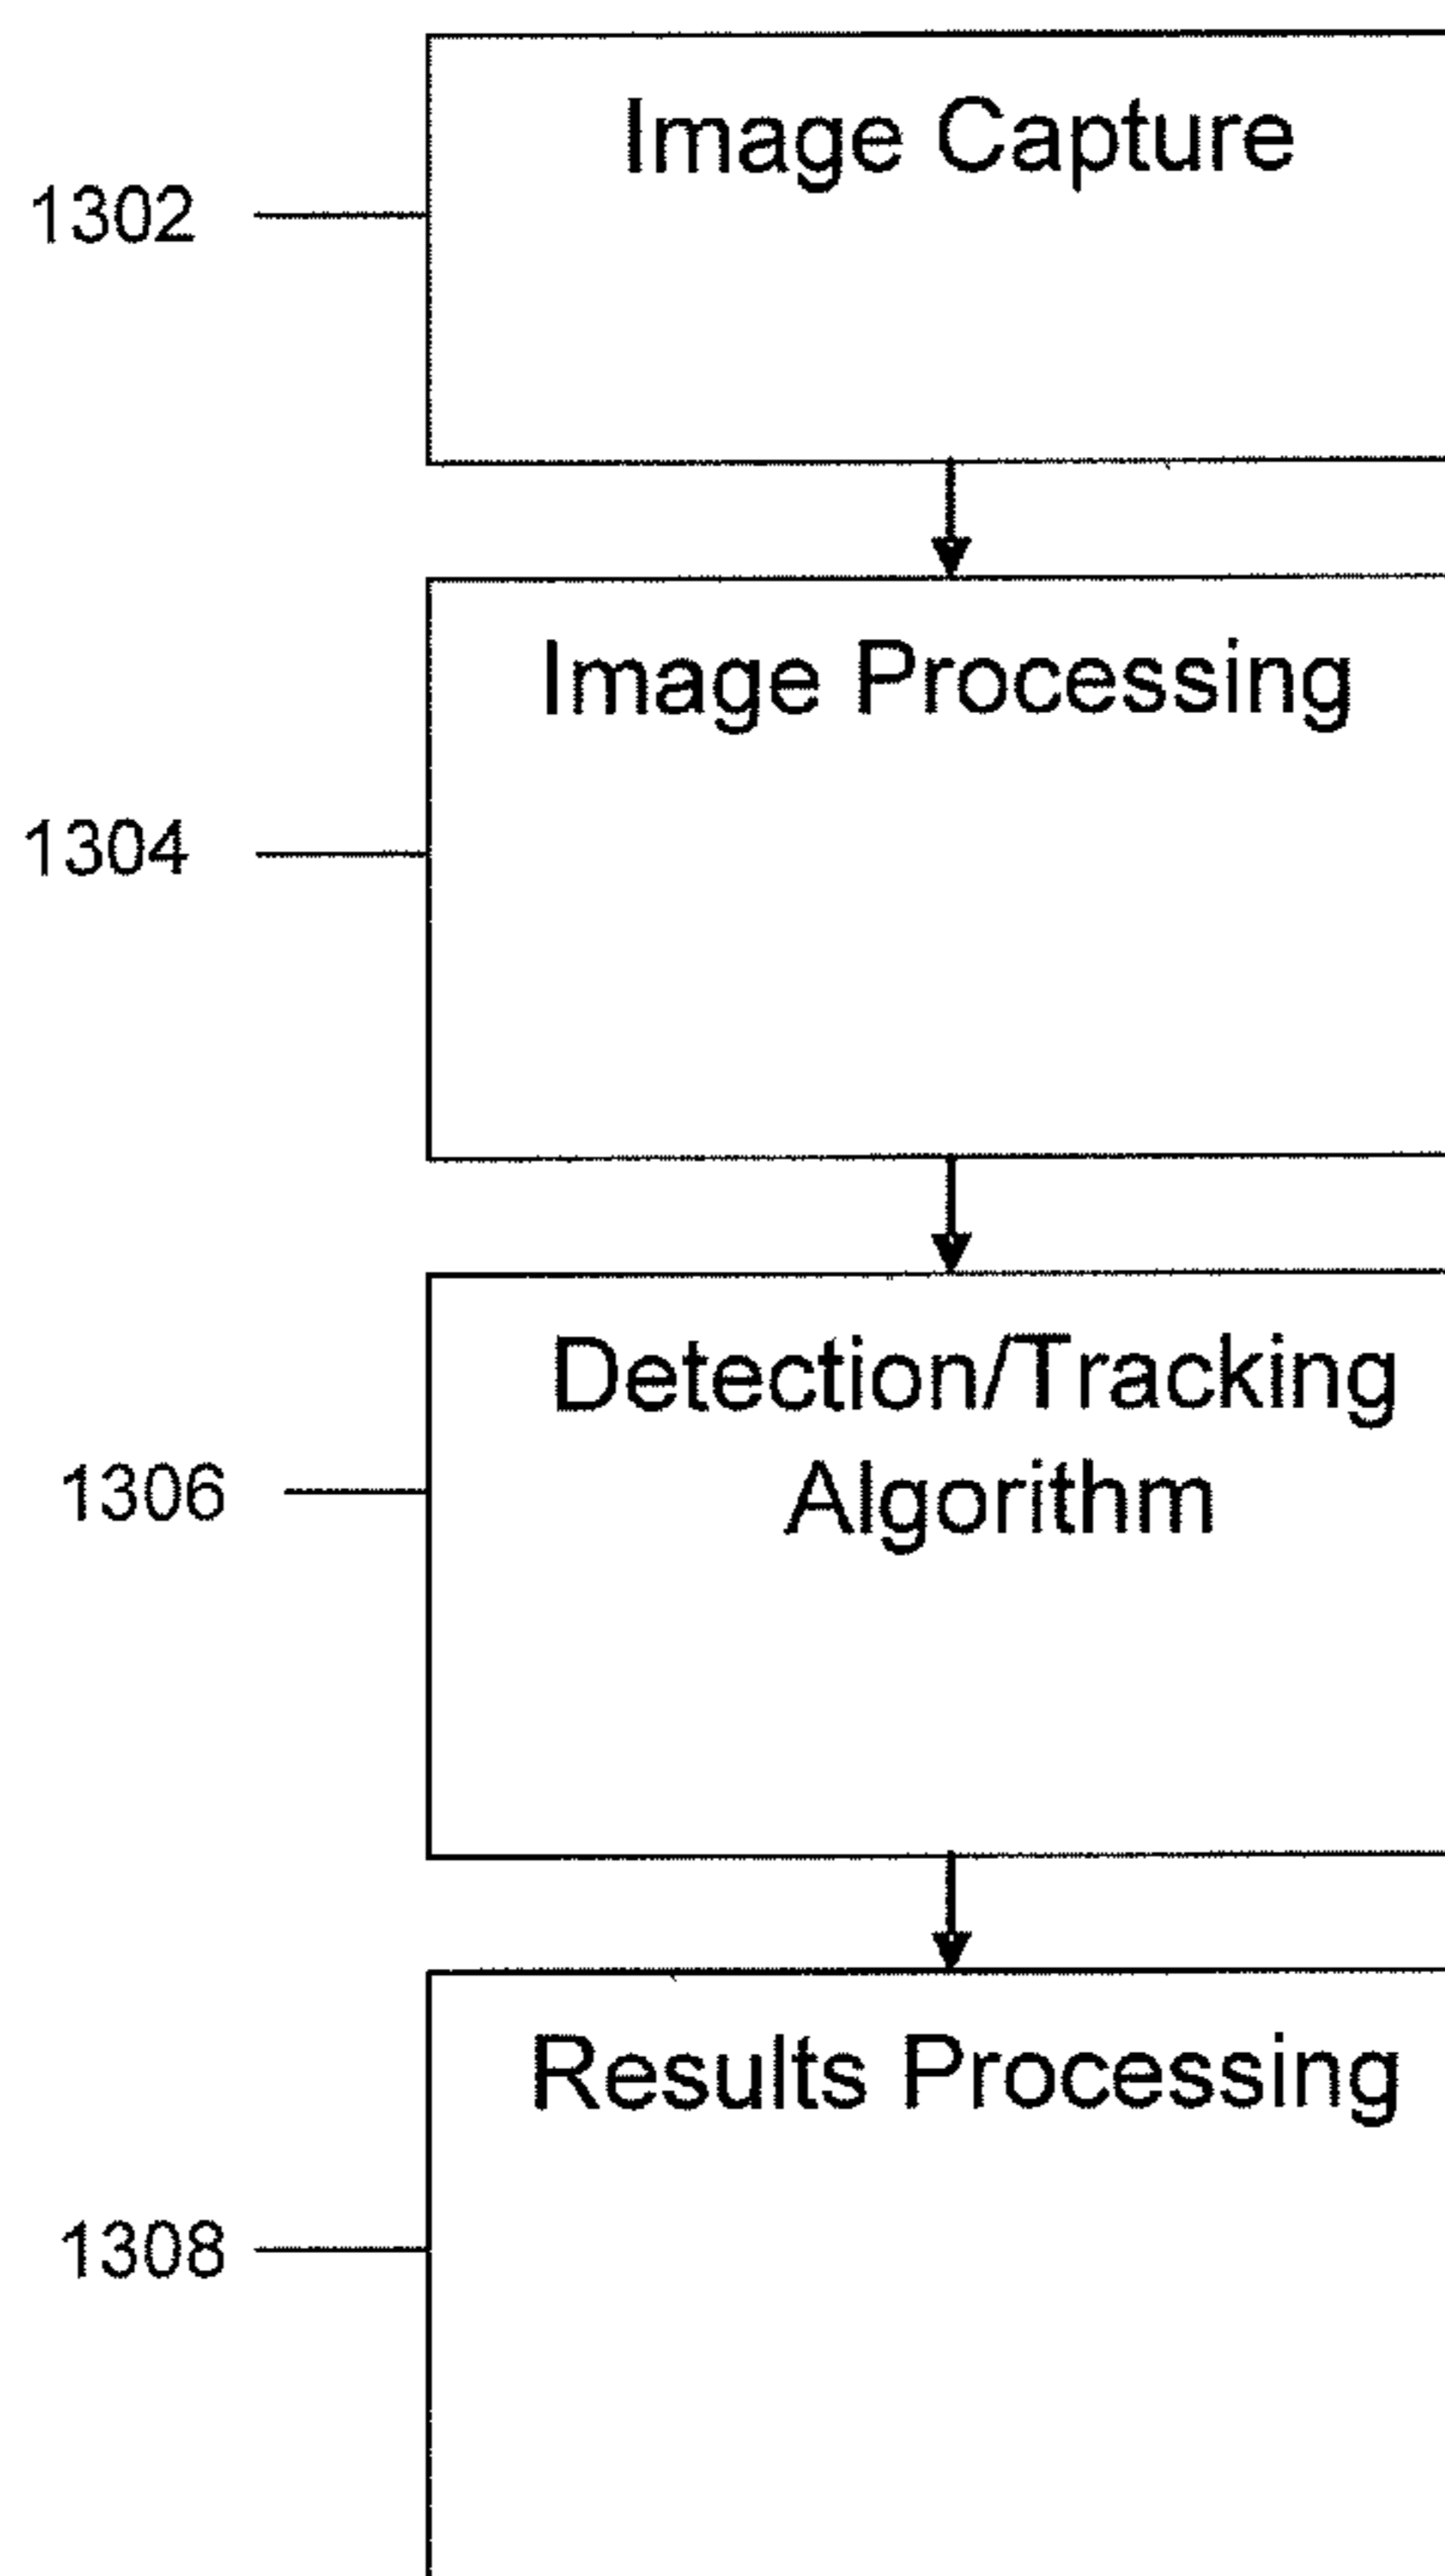 Image Capture
1302
Image Processing
1304
Detection/Tracking
Algorithm
1306
Results Processing
1308